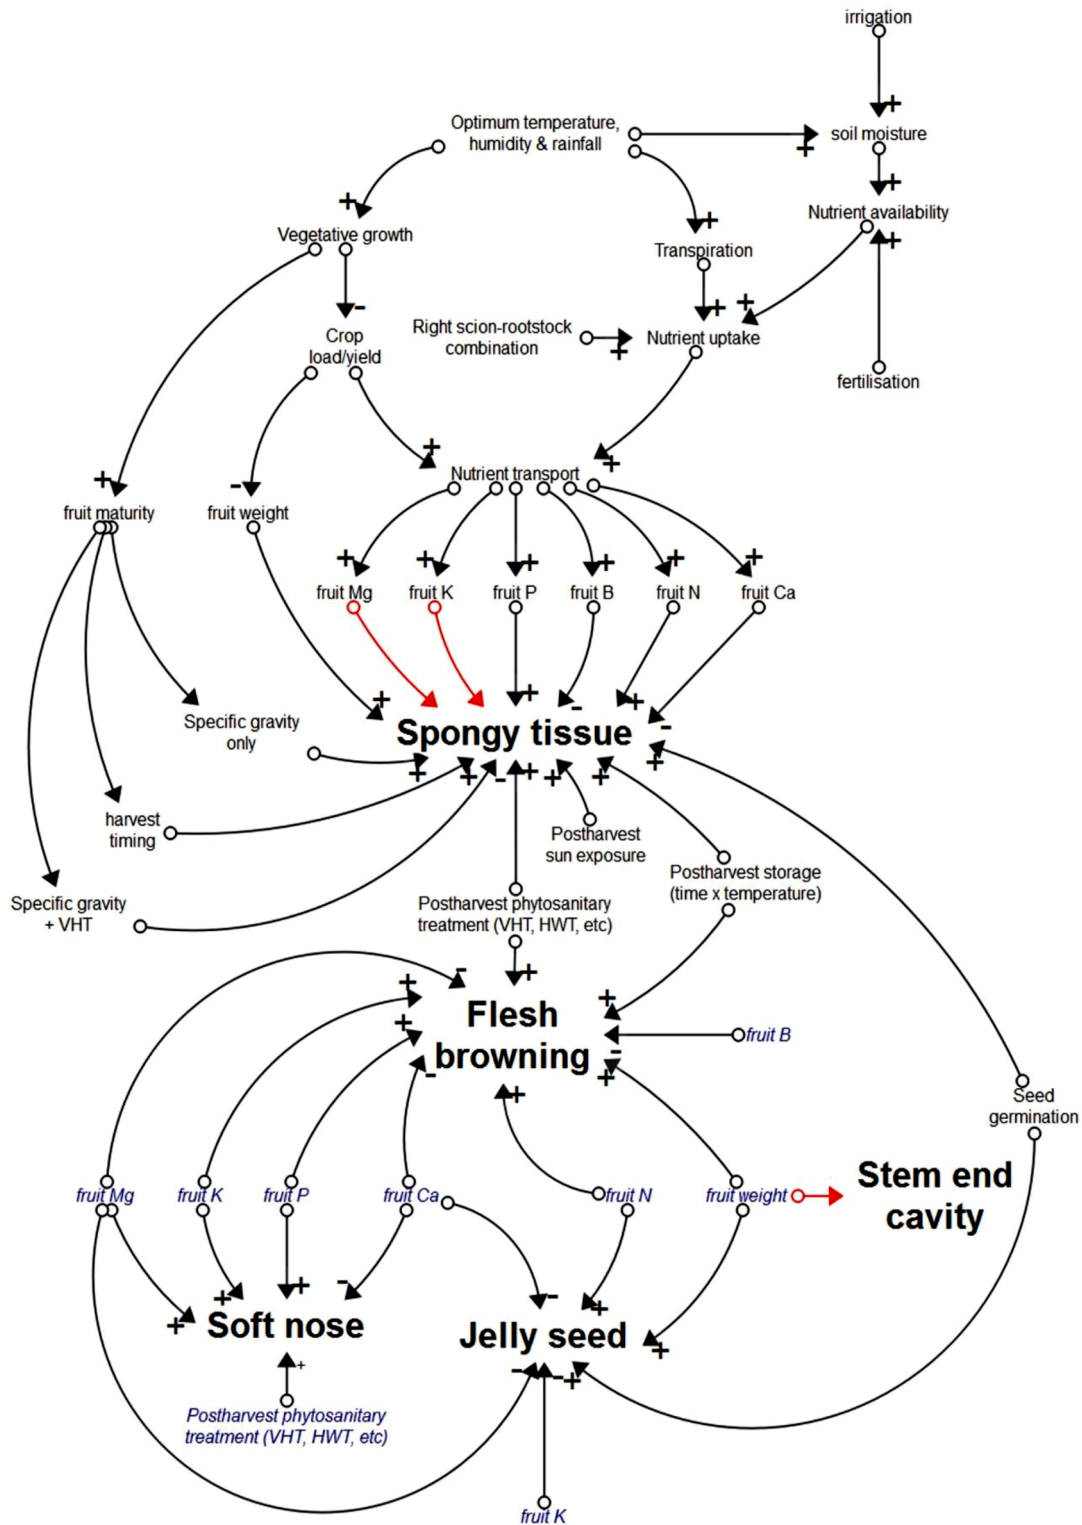 irrigation
+
Optimum temperature,
humidity & rainfall
+
soil moisture
+
+
Nutrient availability
+
Vegetative growth
+
Transpiration
-
+
+
Crop
load/yield
Right scion-rootstock
combination
+
Nutrient uptake
fertilisation
+
+
Nutrient transport
+
-
fruit maturity
fruit weight
+
+
+
+
+
+
fruit Mg
fruit K
fruit P
fruit B
fruit N
fruit Ca
+
+
-
+
-
Spongy tissue
Specific gravity
only
+
+
-
+
+
+
+
harvest
timing
Postharvest
sun exposure
Postharvest storage
(time x temperature)
Specific gravity
+ VHT
Postharvest phytosanitary
treatment (VHT, HWT, etc)
-
+
+
+
Flesh
browning
+
-
fruit B
-
+
+
Seed
germination
fruit Mg
fruit K
fruit P
fruit Ca
fruit N
fruit weight
Stem end
cavity
+
+
+
-
-
+
+
Soft nose
Jelly seed
+
-
-
+
Postharvest phytosanitary
treatment (VHT, HWT, etc)
fruit K